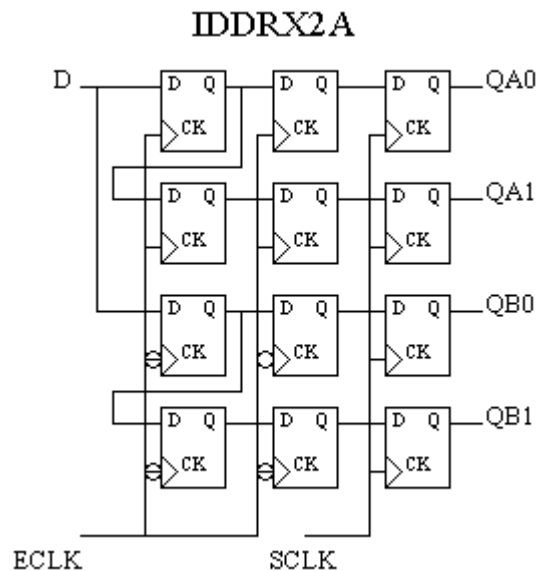 IDDRX2A
D D Q D Q D Q QA0
CK CK CK
D Q D Q D Q QA1
CK CK CK
D Q D Q D Q QB0
CK CK CK
D Q D Q D Q QB1
CK CK CK
ECLK SCLK